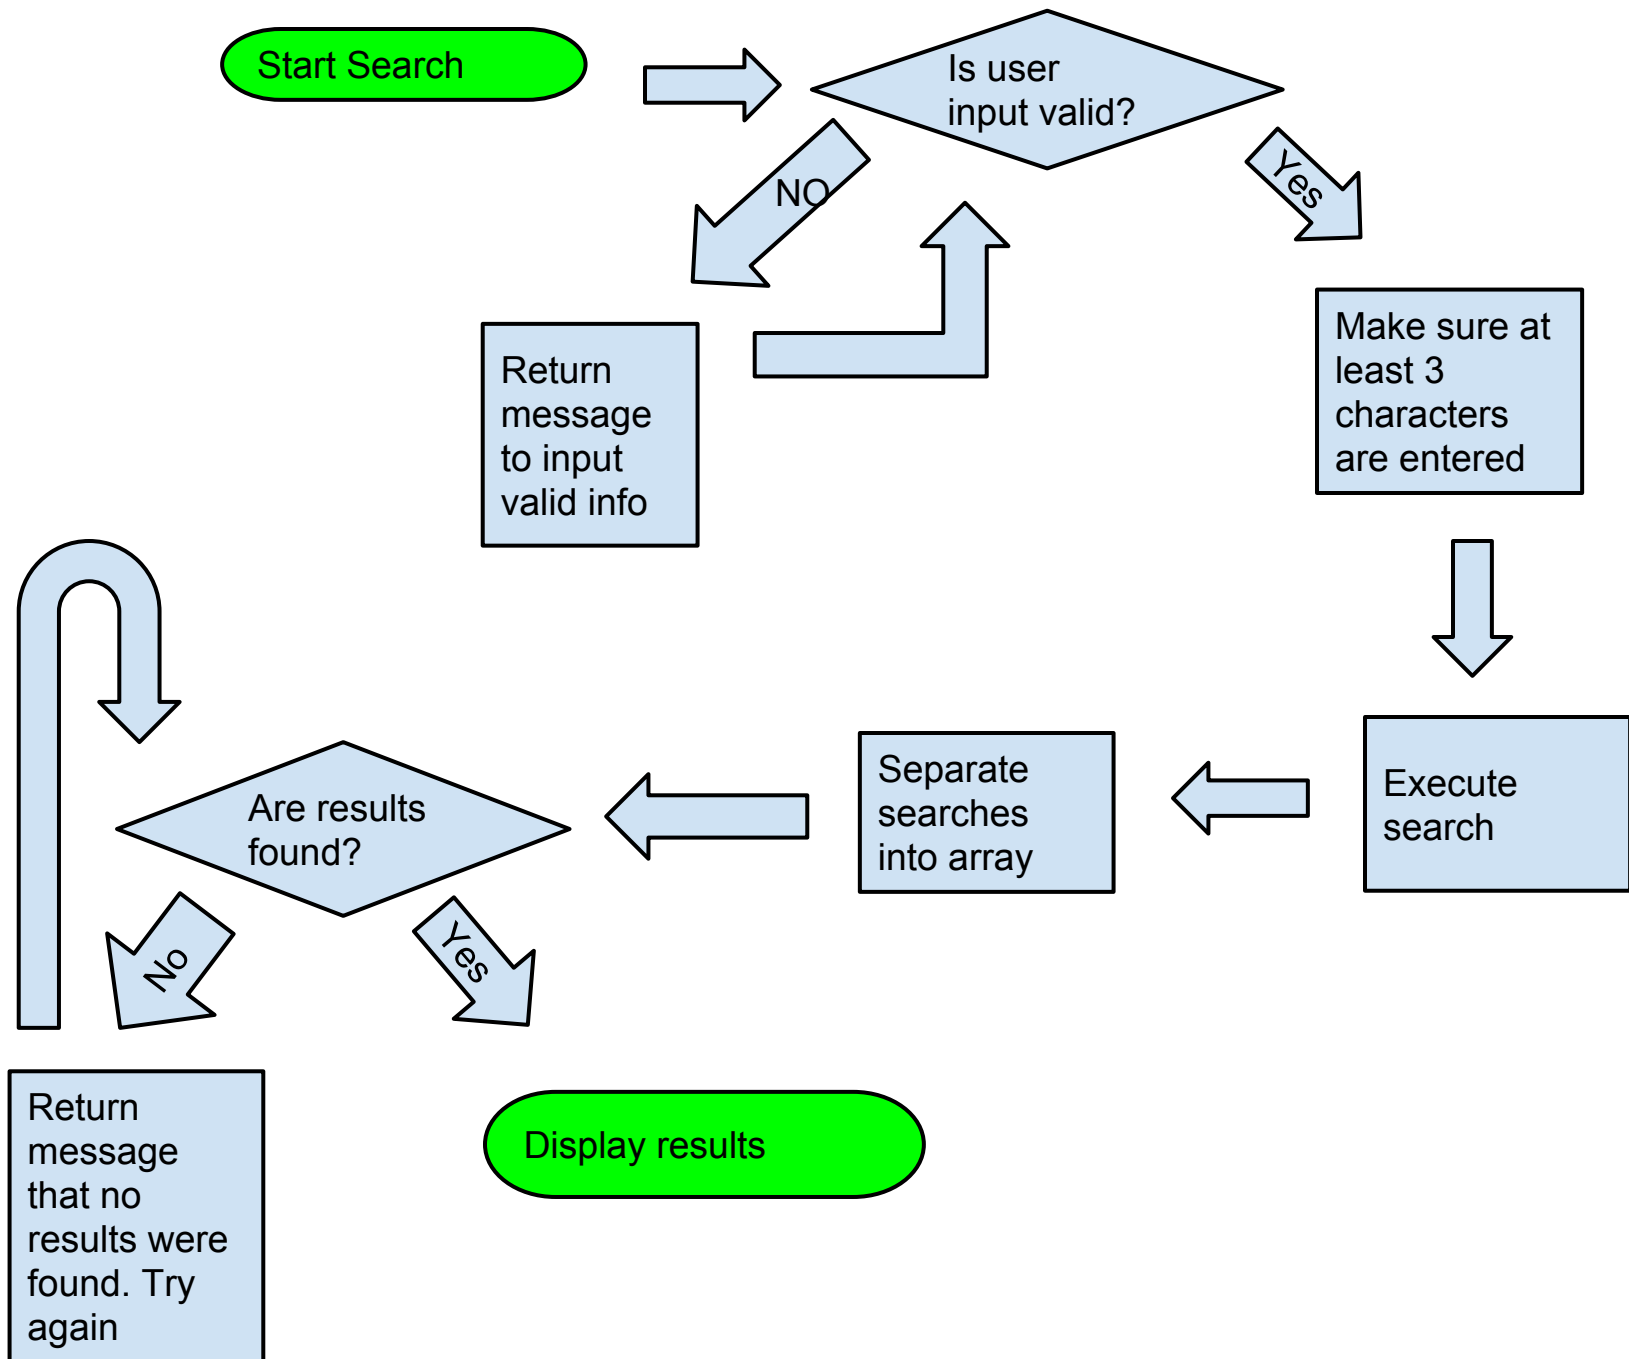 Start Search
Is user
input valid?
NO
Yes
Return
message
to input
valid info
Make sure at
least 3
characters
are entered
Execute
search
Separate
searches
into array
Are results
found?
No
Yes
Return
message
that no
results were
found. Try
again
Display results